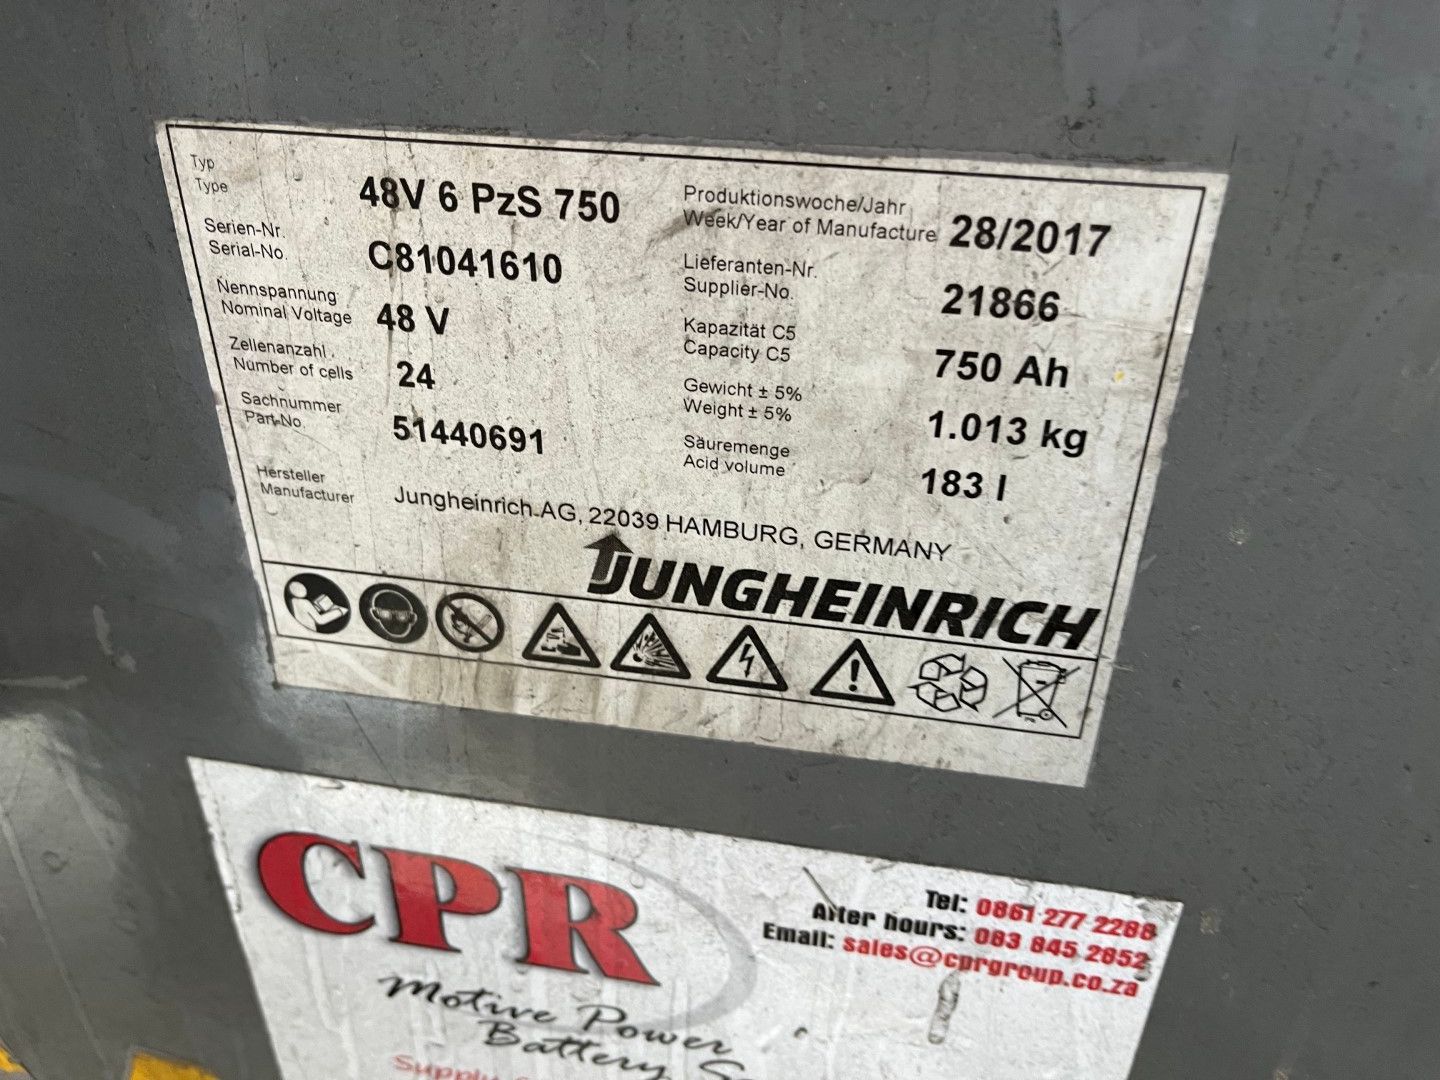 Typ
Type
48V 6 PzS 750
Serien-Nr.
Serial-No.
C81041610
Nennspannung
Nominal Voltage
48 V
Zellenanzahl
Number of cells
24
Sachnummer
Part-No.
51440691
Produktionswoche/Jahr
Week/Year of Manufacture
28/2017
Lieferanten-Nr.
Supplier-No.
21866
Kapazität C5
Capacity C5
750 Ah
Gewicht ± 5%
Weight ± 5%
1.013 kg
Säuremenge
Acid volume
183 l
Hersteller
Manufacturer
Jungheinrich AG, 22039 HAMBURG, GERMANY
JUNGHEINRICH
CPR
Motive Power
Battery
Supply
Tel: 0861 277 2288
After hours: 083 845 2852
Email: sales@cprgroup.co.za